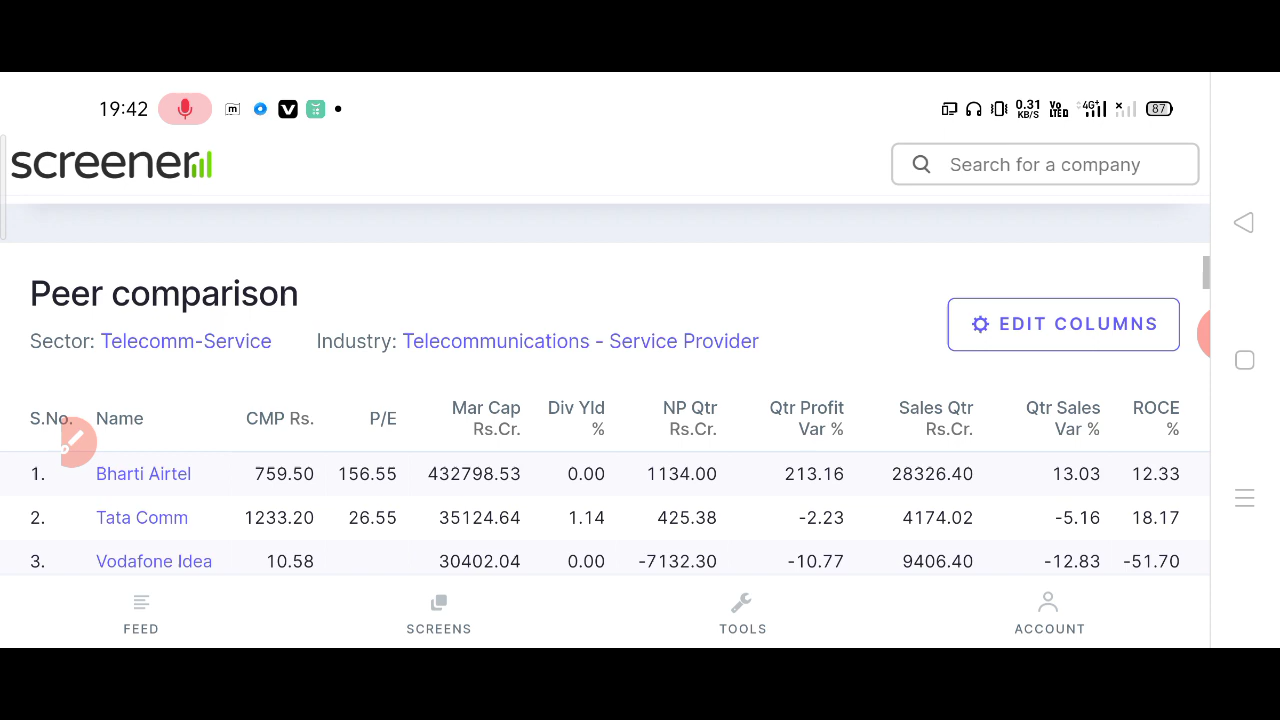 19:42 m V 0.31 KB/S Vo LTED 4G+ 87
screener Search for a company
Peer comparison
Sector: Telecomm-Service Industry: Telecommunications - Service Provider EDIT COLUMNS
S.No. Name CMP Rs. P/E Mar Cap Rs.Cr. Div Yld % NP Qtr Rs.Cr. Qtr Profit Var % Sales Qtr Rs.Cr. Qtr Sales Var % ROCE %
1. Bharti Airtel 759.50 156.55 432798.53 0.00 1134.00 213.16 28326.40 13.03 12.33
2. Tata Comm 1233.20 26.55 35124.64 1.14 425.38 -2.23 4174.02 -5.16 18.17
3. Vodafone Idea 10.58 30402.04 0.00 -7132.30 -10.77 9406.40 -12.83 -51.70
FEED SCREENS TOOLS ACCOUNT